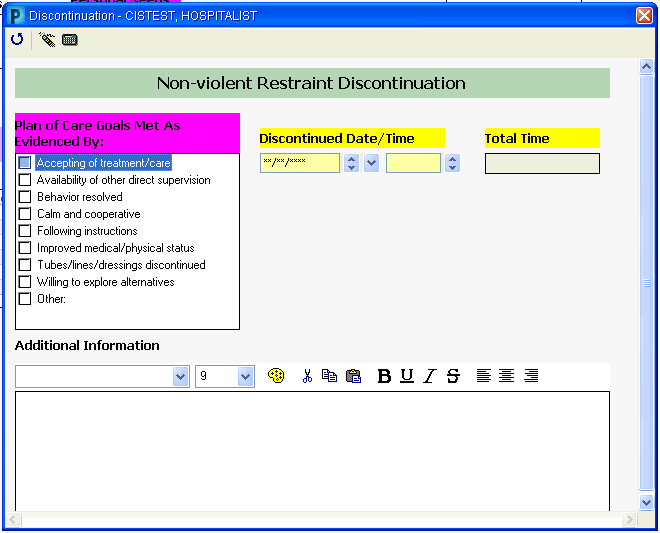 Personal Needs
P Discontinuation - CISTEST, HOSPITALIST
Non-violent Restraint Discontinuation
Plan of Care Goals Met As
Evidenced By:
Discontinued Date/Time
Total Time
**/**/****
Accepting of treatment/care
Availability of other direct supervision
Behavior resolved
Calm and cooperative
Following instructions
Improved medical/physical status
Tubes/lines/dressings discontinued
Willing to explore alternatives
Other:
Additional Information
9
B U I S